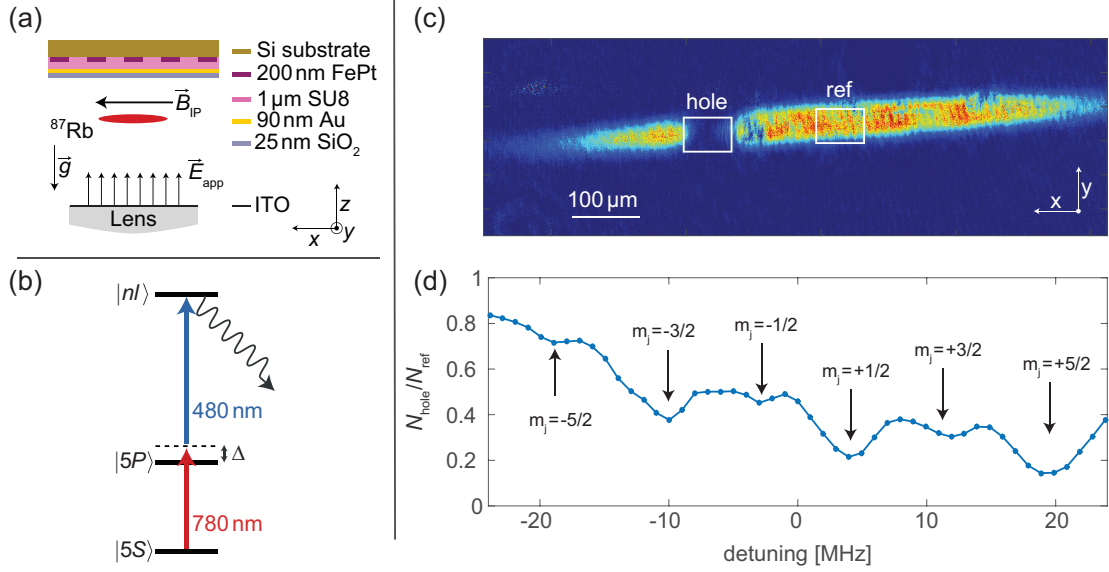 (a)
Si substrate
200 nm FePt
1 μm SU8
90 nm Au
25 nm SiO₂
B⃗_IP
⁸⁷Rb
g⃗
E⃗_app
Lens
ITO
z
x
y
(b)
|nl⟩
480 nm
Δ
|5P⟩
780 nm
|5S⟩
(c)
hole
ref
100 μm
y
x
(d)
N_hole/N_ref
1
0.8
0.6
0.4
0.2
0
m_j=-5/2
m_j=-3/2
m_j=-1/2
m_j=+1/2
m_j=+3/2
m_j=+5/2
-20
-10
0
10
20
detuning [MHz]